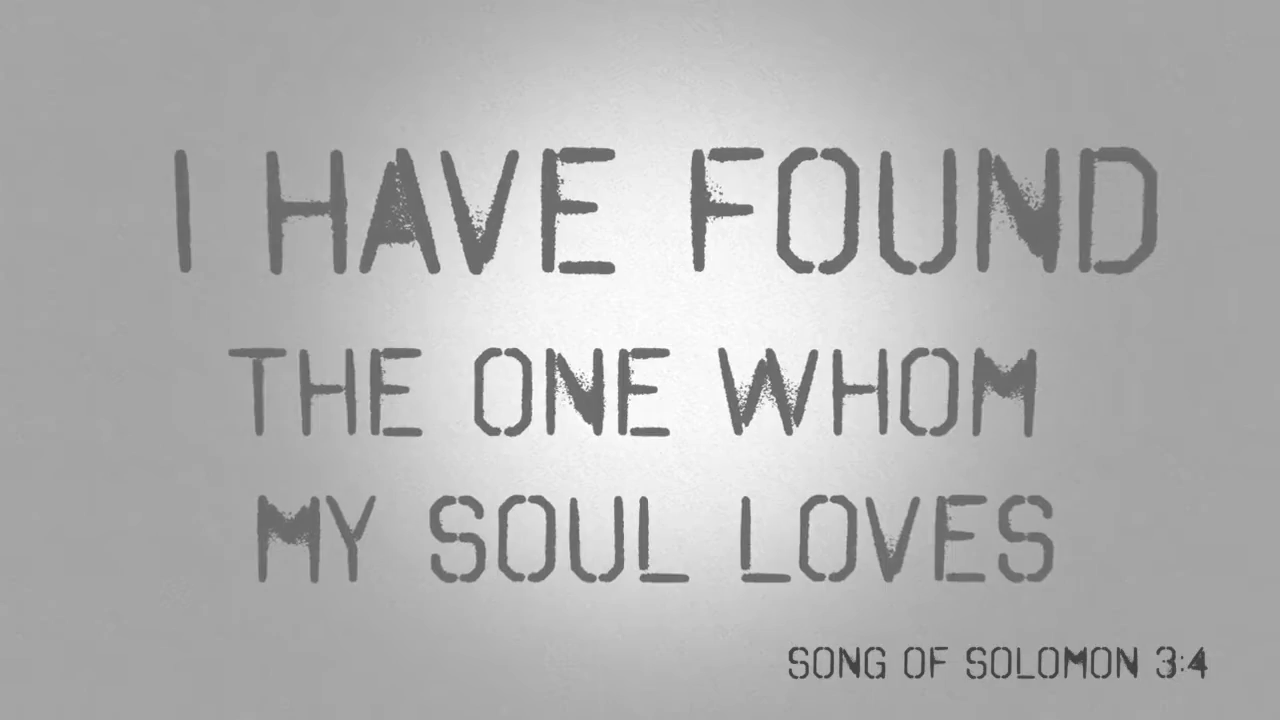 I HAVE FOUND
THE ONE WHOM
MY SOUL LOVES
SONG OF SOLOMON 3:4